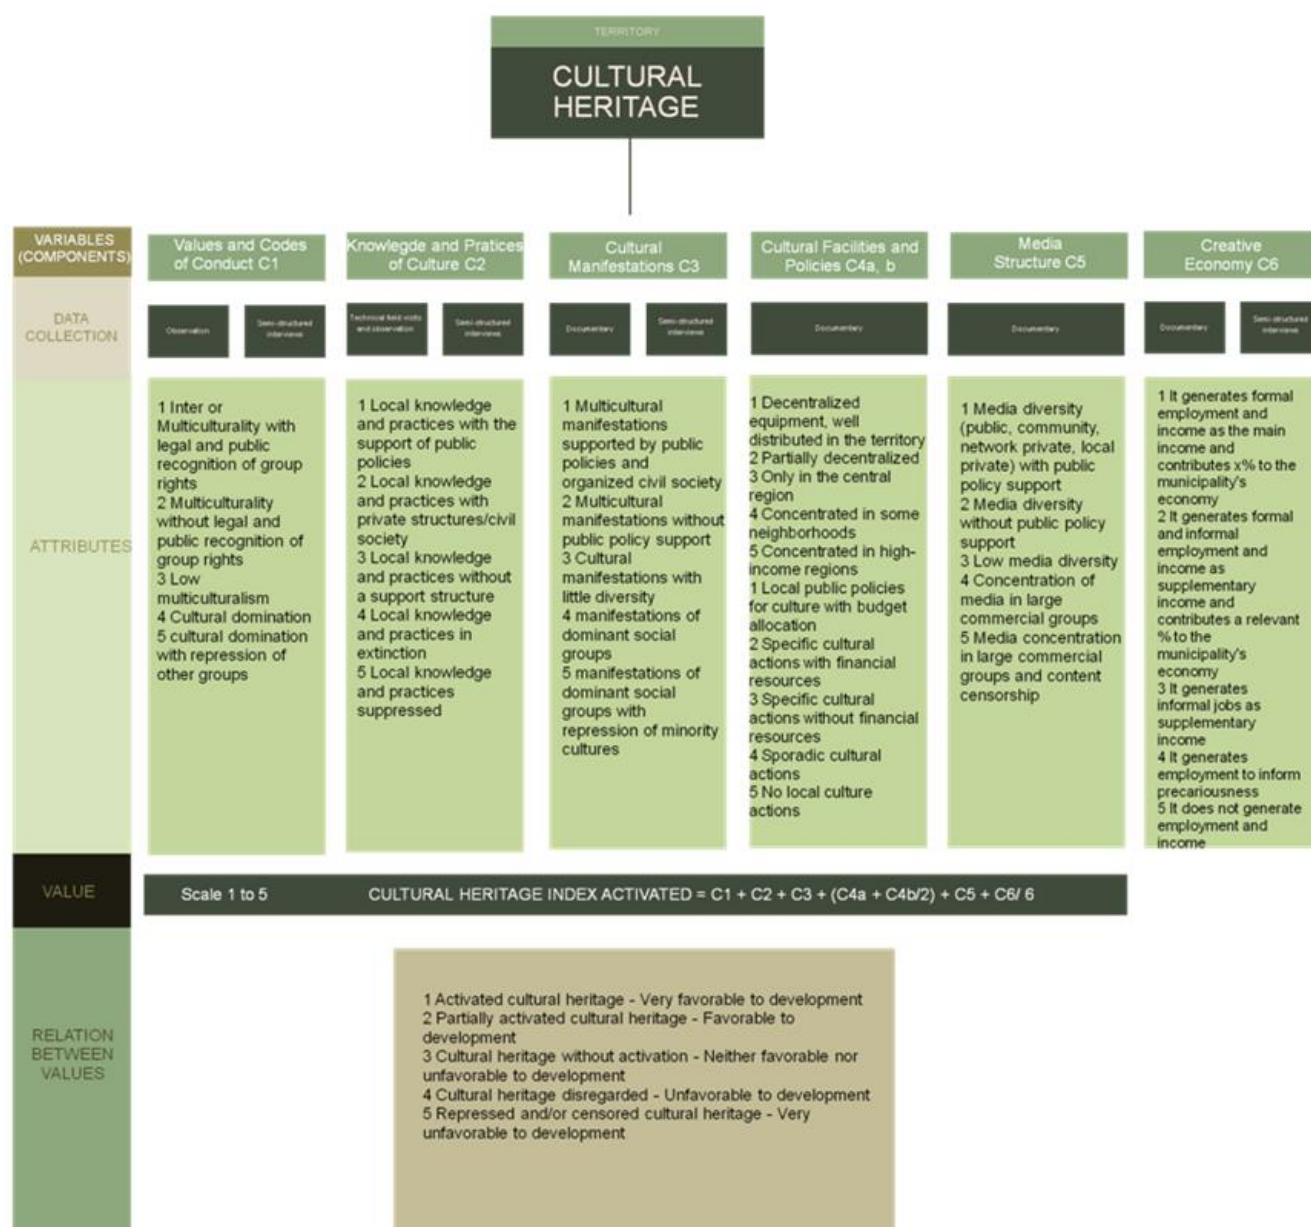 TERRITORY
CULTURAL
HERITAGE
VARIABLES
(COMPONENTS)
Values and Codes
of Conduct C1
Knowlegde and Pratices
of Culture C2
Cultural
Manifestations C3
Cultural Facilities and
Policies C4a, b
Media
Structure C5
Creative
Economy C6
DATA
COLLECTION
Observation
Semi-structured
interviews
Technical field visits
and observation
Semi-structured
interviews
Documentary
Semi-structured
interviews
Documentary
Documentary
Documentary
Semi-structured
interviews
ATTRIBUTES
1 Inter or
Multiculturality with
legal and public
recognition of group
rights
2 Multiculturality
without legal and
public recognition of
group rights
3 Low
multiculturalism
4 Cultural domination
5 cultural domination
with repression of
other groups
1 Local knowledge
and practices with the
support of public
policies
2 Local knowledge
and practices with
private structures/civil
society
3 Local knowledge
and practices without
a support structure
4 Local knowledge
and practices in
extinction
5 Local knowledge
and practices
suppressed
1 Multicultural
manifestations
supported by public
policies and
organized civil society
2 Multicultural
manifestations without
public policy support
3 Cultural
manifestations with
little diversity
4 manifestations of
dominant social
groups
5 manifestations of
dominant social
groups with
repression of minority
cultures
1 Decentralized
equipment, well
distributed in the territory
2 Partially decentralized
3 Only in the central
region
4 Concentrated in some
neighborhoods
5 Concentrated in high-
income regions
1 Local public policies
for culture with budget
allocation
2 Specific cultural
actions with financial
resources
3 Specific cultural
actions without financial
resources
4 Sporadic cultural
actions
5 No local culture
actions
1 Media diversity
(public, community,
network private, local
private) with public
policy support
2 Media diversity
without public policy
support
3 Low media diversity
4 Concentration of
media in large
commercial groups
5 Media concentration
in large commercial
groups and content
censorship
1 It generates formal
employment and
income as the main
income and
contributes x% to the
municipality's
economy
2 It generates formal
and informal
employment and
income as
supplementary
income and
contributes a relevant
% to the
municipality's
economy
3 It generates
informal jobs as
supplementary
income
4 It generates
employment to inform
precariousness
5 It does not generate
employment and
income
VALUE
Scale 1 to 5
CULTURAL HERITAGE INDEX ACTIVATED = C1 + C2 + C3 + (C4a + C4b/2) + C5 + C6/ 6
RELATION
BETWEEN
VALUES
1 Activated cultural heritage - Very favorable to development
2 Partially activated cultural heritage - Favorable to
development
3 Cultural heritage without activation - Neither favorable nor
unfavorable to development
4 Cultural heritage disregarded - Unfavorable to development
5 Repressed and/or censored cultural heritage - Very
unfavorable to development